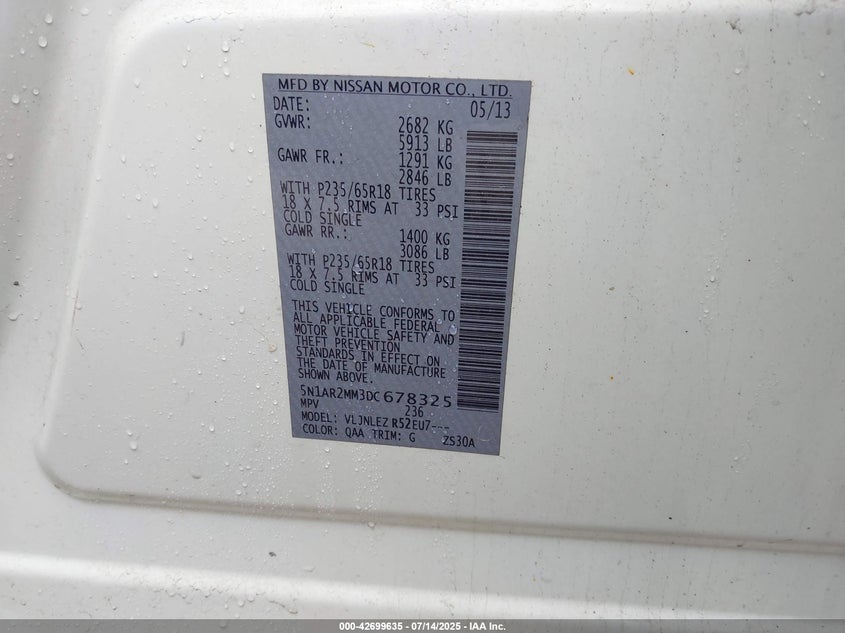 MFD BY NISSAN MOTOR CO., LTD.
DATE: 05/13
GVWR: 2682 KG
5913 LB
GAWR FR.: 1291 KG
2846 LB
WITH P235/65R18 TIRES
18 X 7.5 RIMS AT 33 PSI
COLD SINGLE
GAWR RR.: 1400 KG
3086 LB
WITH P235/65R18 TIRES
18 X 7.5 RIMS AT 33 PSI
COLD SINGLE
THIS VEHICLE CONFORMS TO
ALL APPLICABLE FEDERAL
MOTOR VEHICLE SAFETY AND
THEFT PREVENTION
STANDARDS IN EFFECT ON
THE DATE OF MANUFACTURE
SHOWN ABOVE.
5N1AR2MM3DC678325
MPV 236
MODEL: VLJNLEZ R52EU7---
COLOR: QAA TRIM: G ZS30A
000-42699635 - 07/14/2025 - IAA Inc.